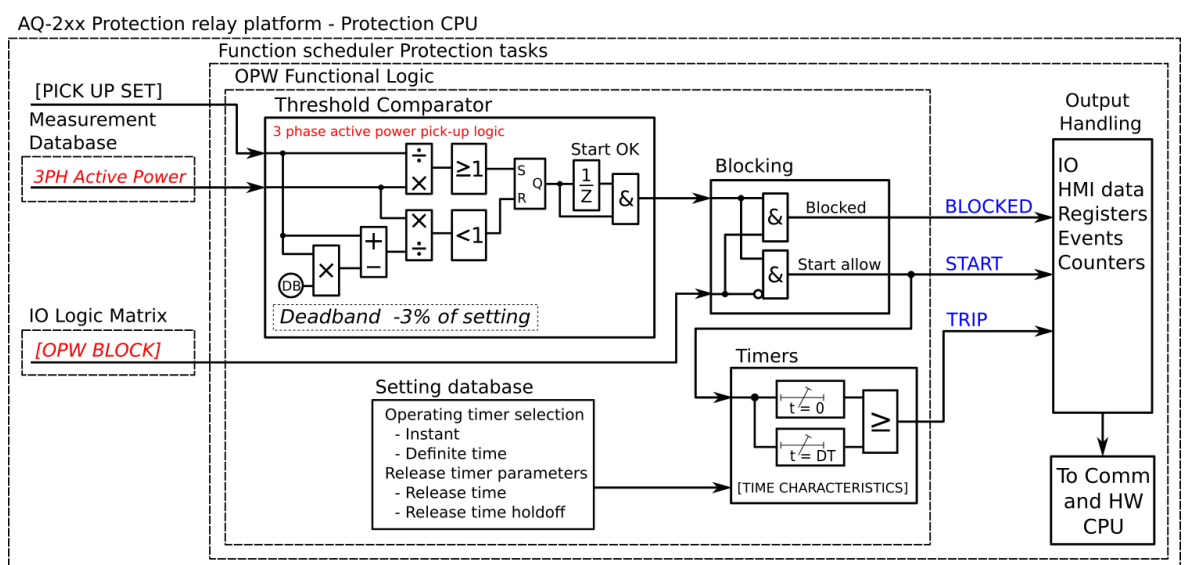 AQ-2xx Protection relay platform - Protection CPU
Function scheduler Protection tasks
OPW Functional Logic
[PICK UP SET]
Measurement
Database
3PH Active Power
Threshold Comparator
3 phase active power pick-up logic
÷
×
≥1
S
Q
R
Start OK
1
Z
&
×
÷
<1
+
−
×
DB
Deadband -3% of setting
Blocking
&
Blocked
&
Start allow
BLOCKED
START
TRIP
Output
Handling
IO
HMI data
Registers
Events
Counters
IO Logic Matrix
[OPW BLOCK]
Setting database
Operating timer selection
- Instant
- Definite time
Release timer parameters
- Release time
- Release time holdoff
Timers
t = 0
t = DT
≥
[TIME CHARACTERISTICS]
To Comm
and HW
CPU